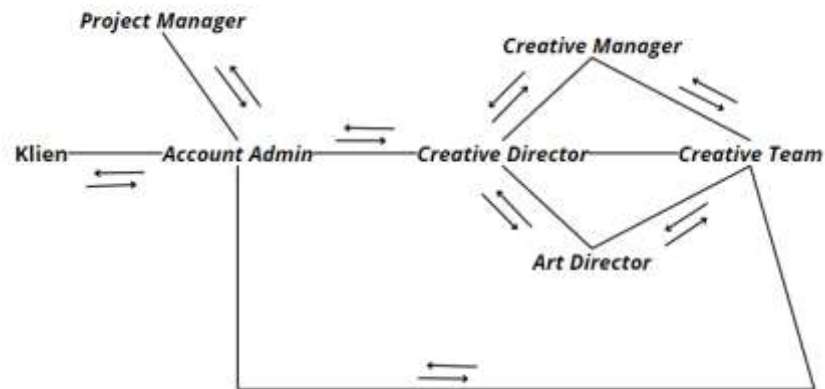 Project Manager
Creative Manager
Klien
Account Admin
Creative Director
Creative Team
Art Director